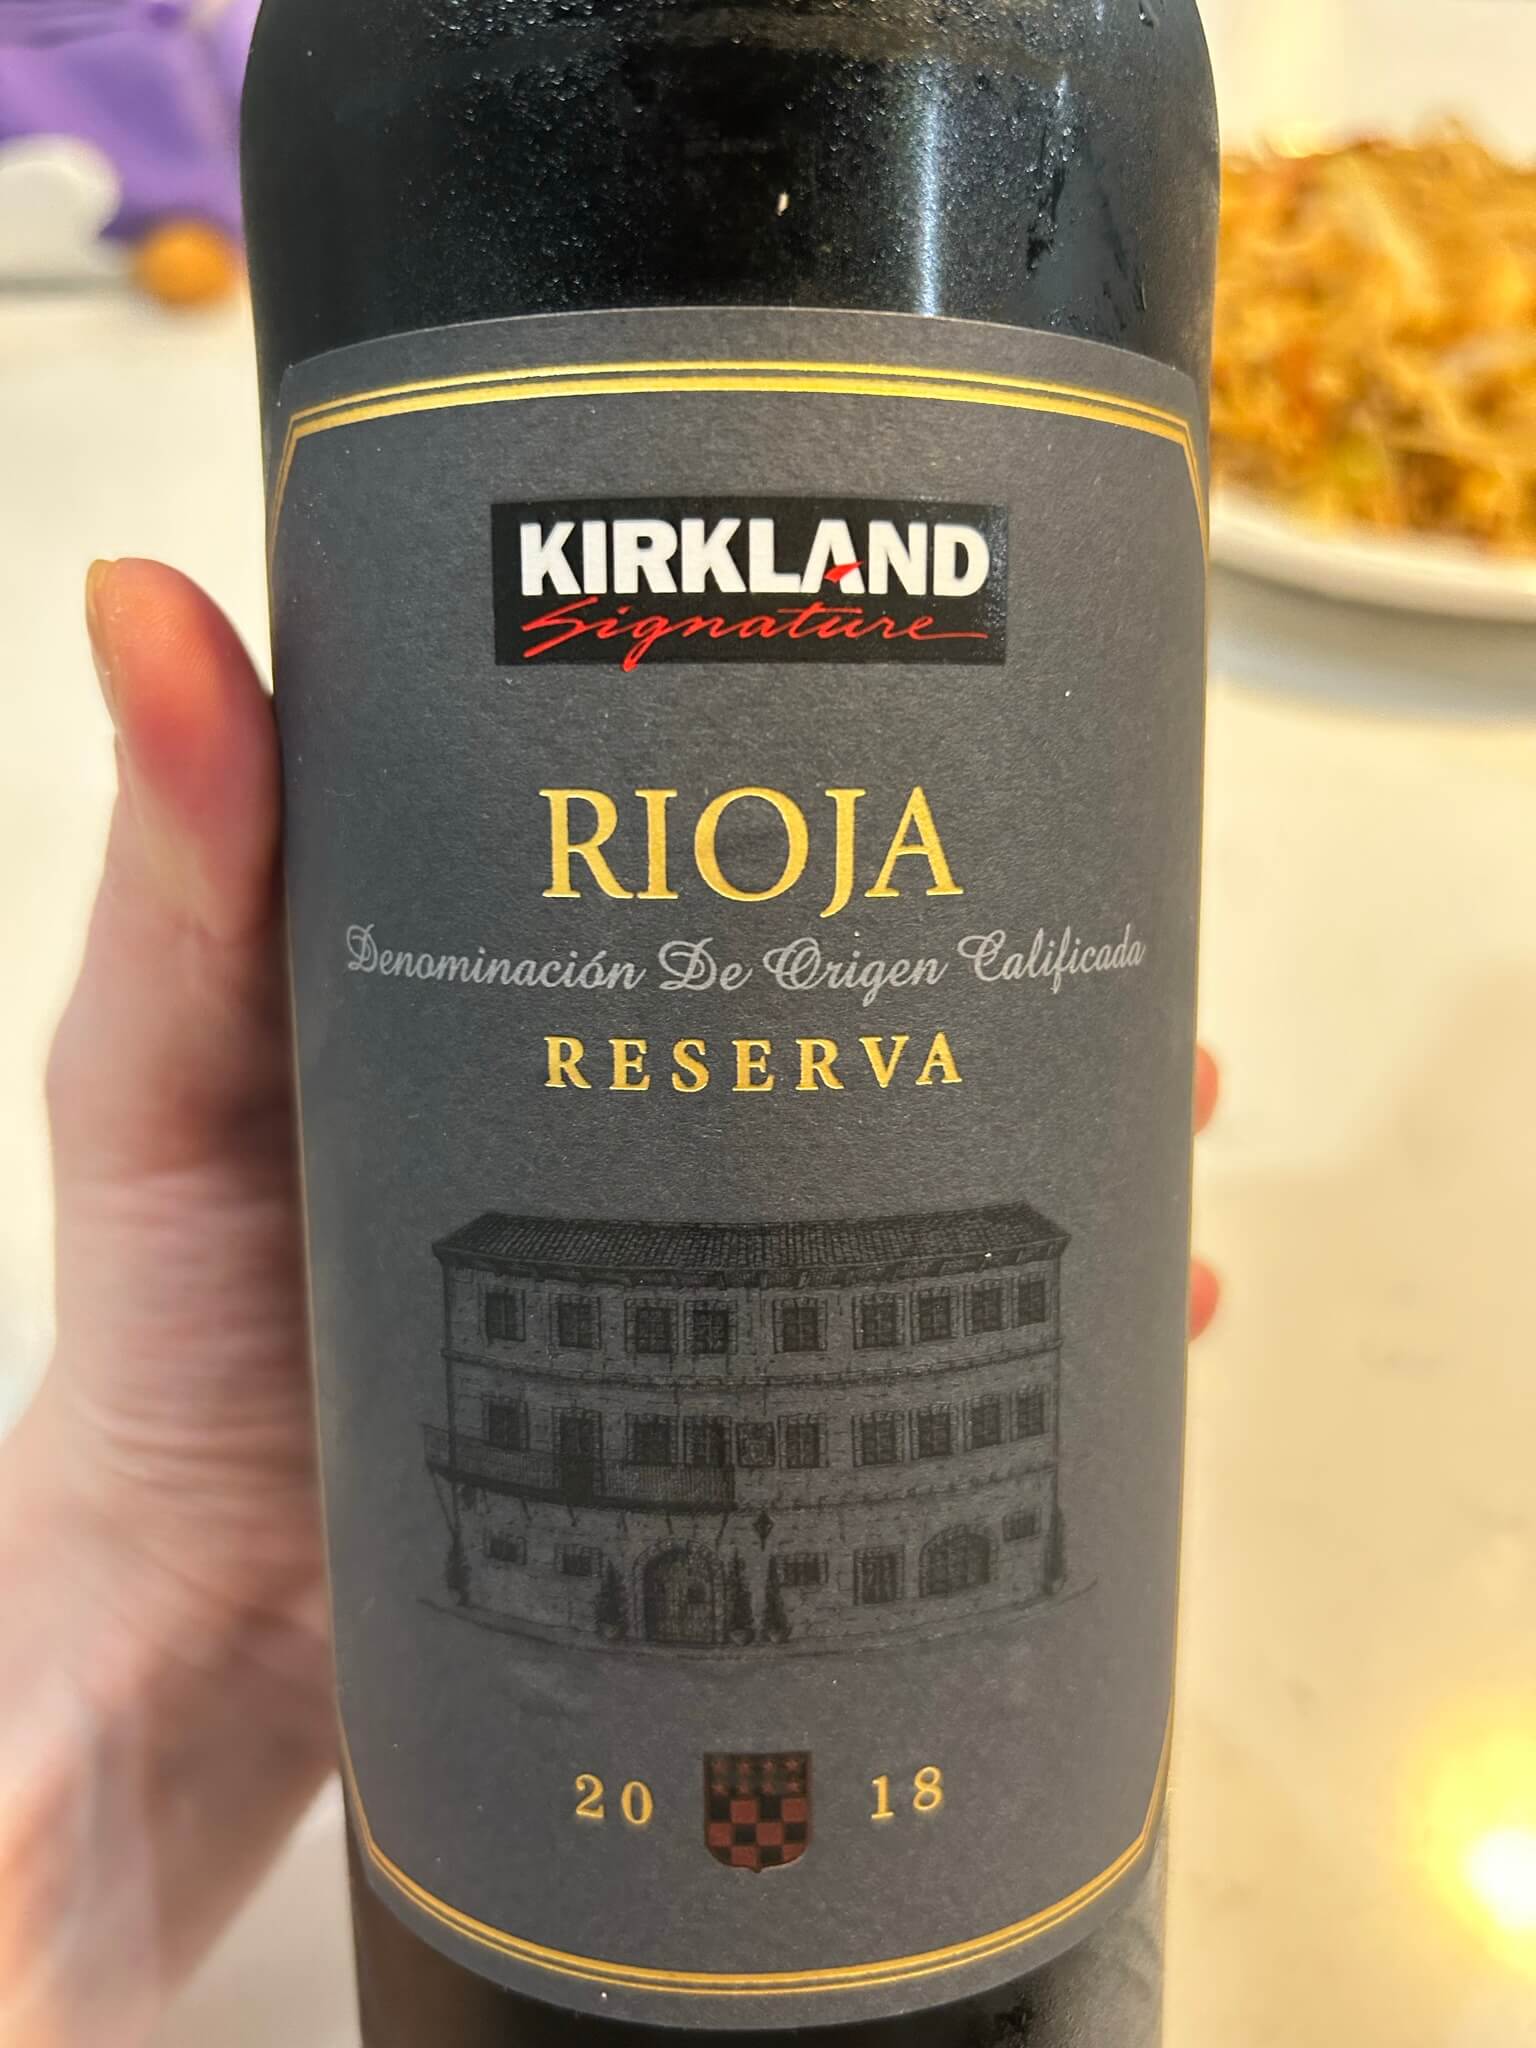 KIRKLAND
Signature
RIOJA
Denominación De Origen Calificada
RESERVA
20 18